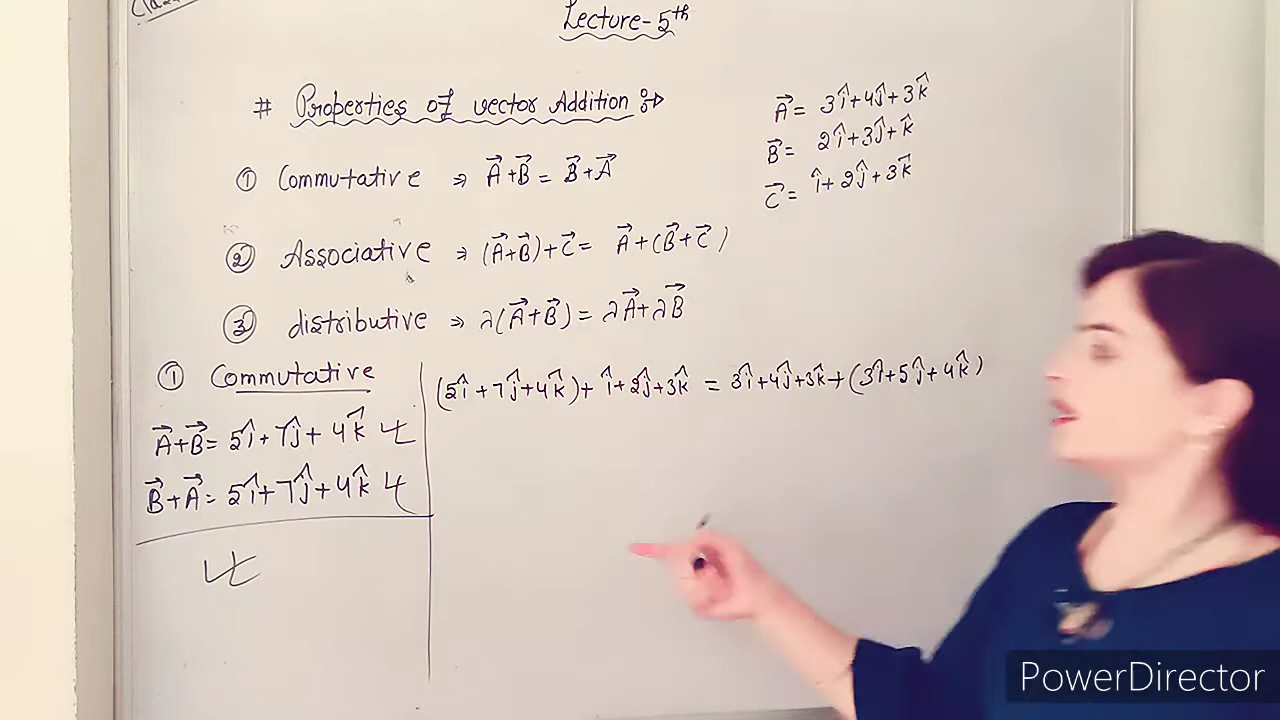 Lecture-5th
# Properties of vector Addition :⇒
A⃗ = 3î+4ĵ+3k̂
B⃗ = 2î+3ĵ+k̂
C⃗ = î+2ĵ+3k̂
① Commutative ⇒ A⃗+B⃗ = B⃗+A⃗
② Associative ⇒ (A⃗+B⃗)+C⃗ = A⃗+(B⃗+C⃗)
③ distributive ⇒ λ(A⃗+B⃗) = λA⃗+λB⃗
① Commutative
A⃗+B⃗ = 5î+7ĵ+4k̂
B⃗+A⃗ = 5î+7ĵ+4k̂
(5î+7ĵ+4k̂)+î+2ĵ+3k̂ = 3î+4ĵ+3k̂+(3î+5ĵ+4k̂)
PowerDirector